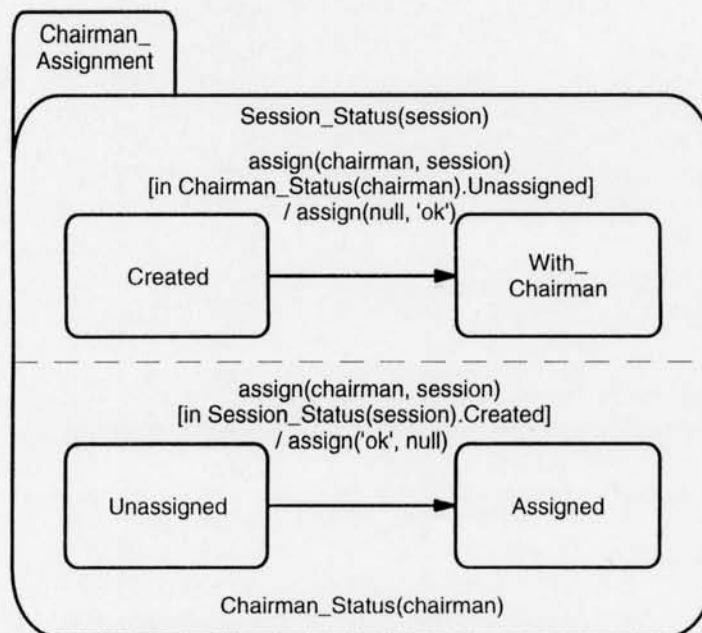 Chairman_
Assignment
Session_Status(session)
assign(chairman, session)
[in Chairman_Status(chairman).Unassigned]
/ assign(null, 'ok')
Created
With_
Chairman
assign(chairman, session)
[in Session_Status(session).Created]
/ assign('ok', null)
Unassigned
Assigned
Chairman_Status(chairman)